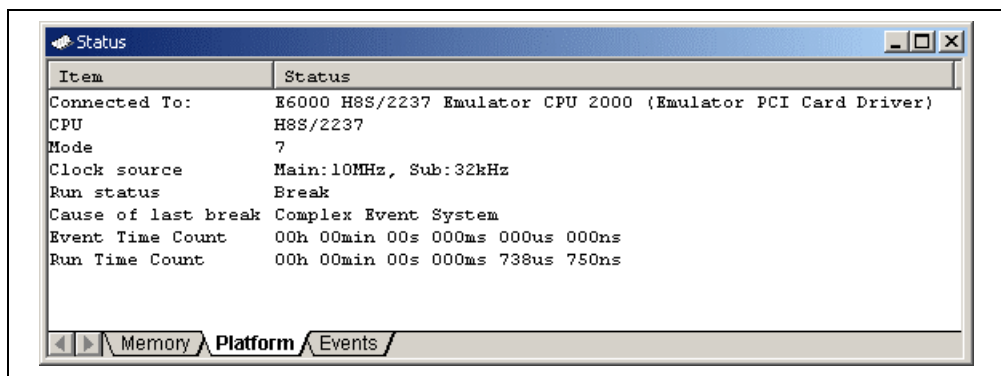 Status
Item Status
Connected To: E6000 H8S/2237 Emulator CPU 2000 (Emulator PCI Card Driver)
CPU H8S/2237
Mode 7
Clock source Main:10MHz, Sub:32kHz
Run status Break
Cause of last break Complex Event System
Event Time Count 00h 00min 00s 000ms 000us 000ns
Run Time Count 00h 00min 00s 000ms 738us 750ns
Memory Platform Events